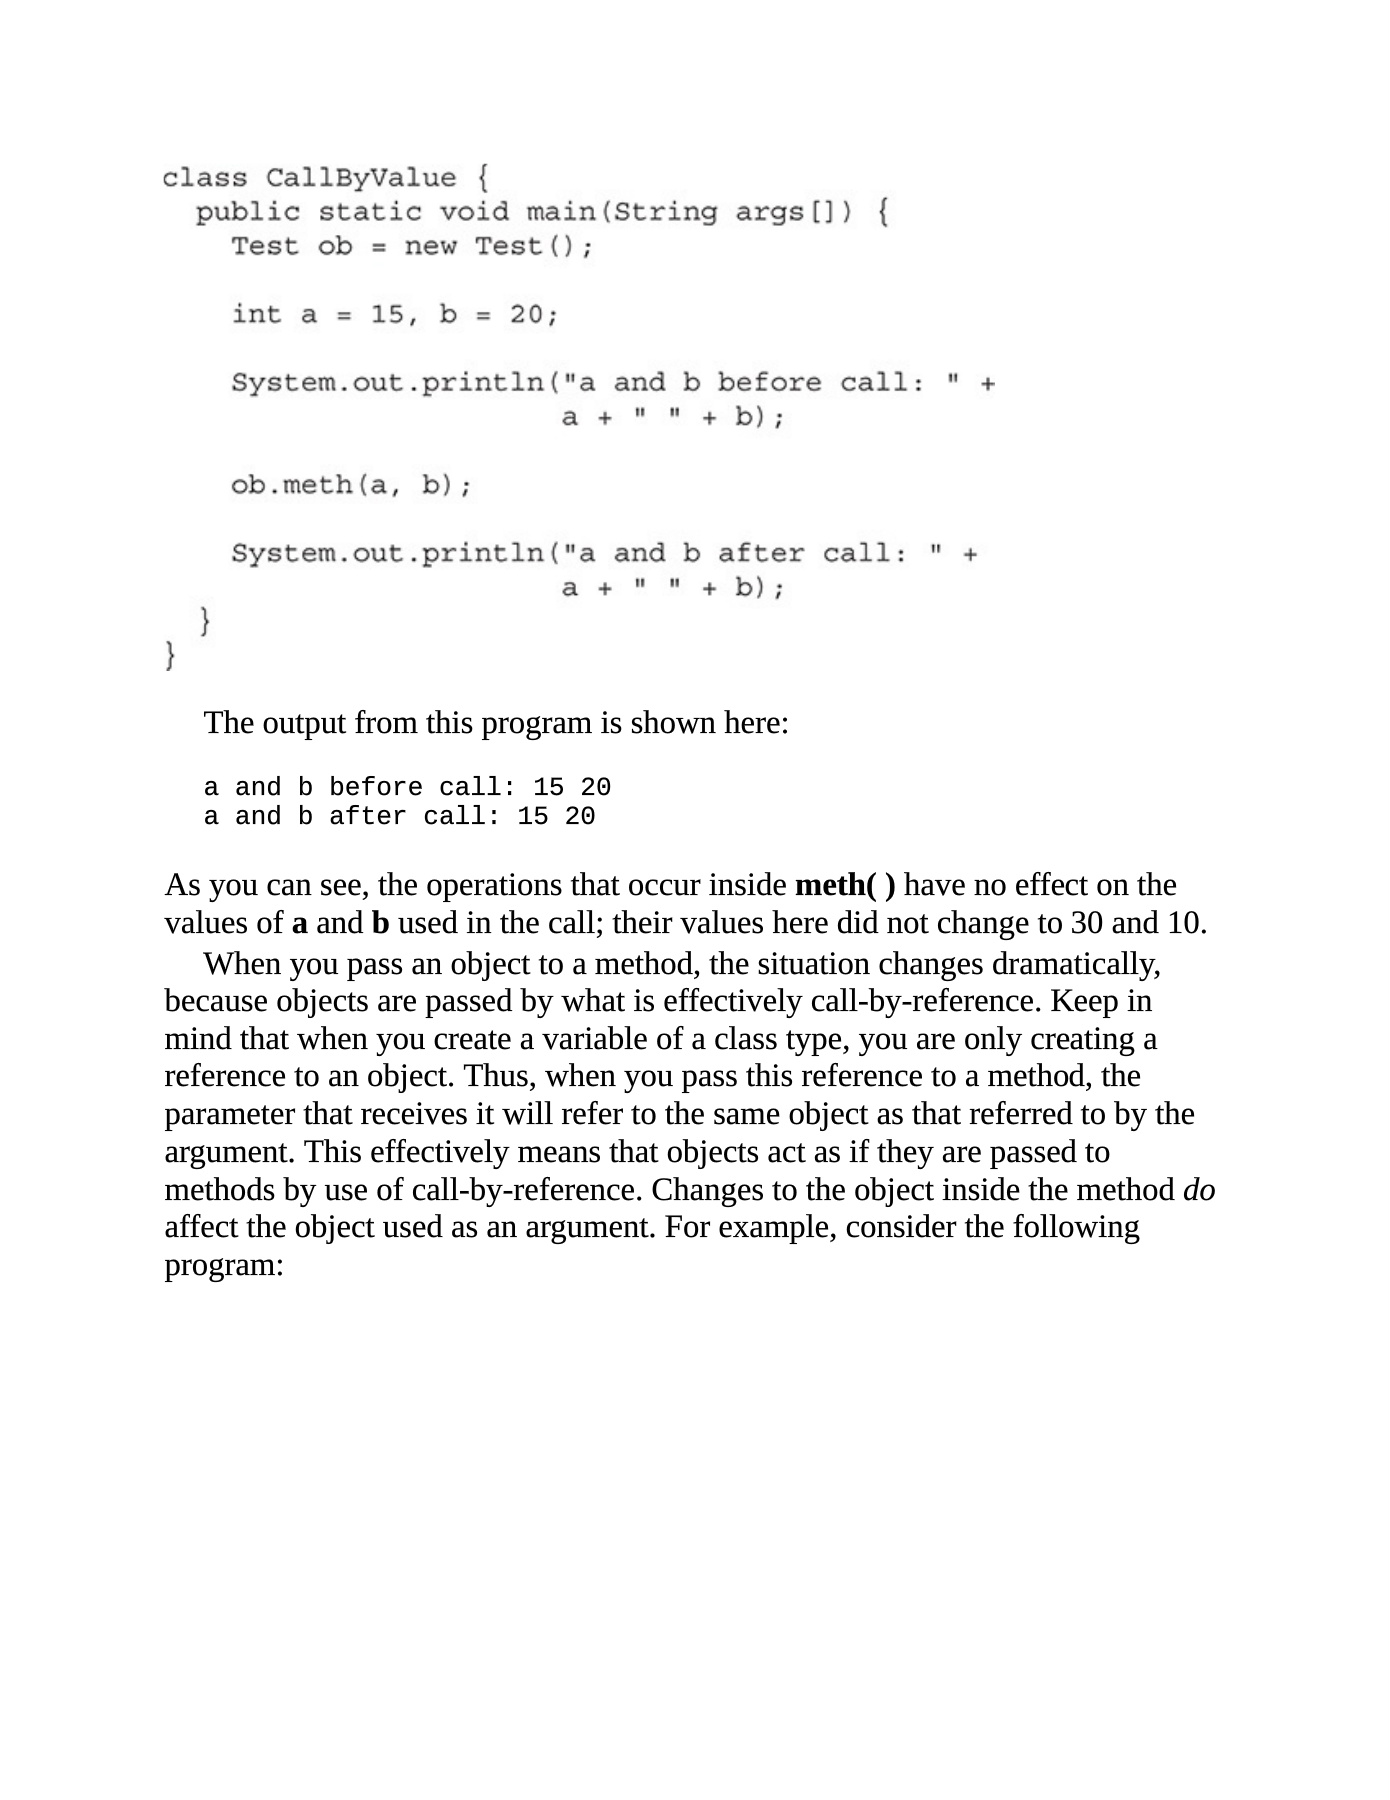 class CallByValue {
  public static void main(String args[]) {
    Test ob = new Test();

    int a = 15, b = 20;

    System.out.println("a and b before call: " +
                       a + " " + b);

    ob.meth(a, b);

    System.out.println("a and b after call: " +
                       a + " " + b);
  }
}
The output from this program is shown here:
a and b before call: 15 20
a and b after call: 15 20
As you can see, the operations that occur inside meth( ) have no effect on the
values of a and b used in the call; their values here did not change to 30 and 10.
When you pass an object to a method, the situation changes dramatically,
because objects are passed by what is effectively call-by-reference. Keep in
mind that when you create a variable of a class type, you are only creating a
reference to an object. Thus, when you pass this reference to a method, the
parameter that receives it will refer to the same object as that referred to by the
argument. This effectively means that objects act as if they are passed to
methods by use of call-by-reference. Changes to the object inside the method do
affect the object used as an argument. For example, consider the following
program: